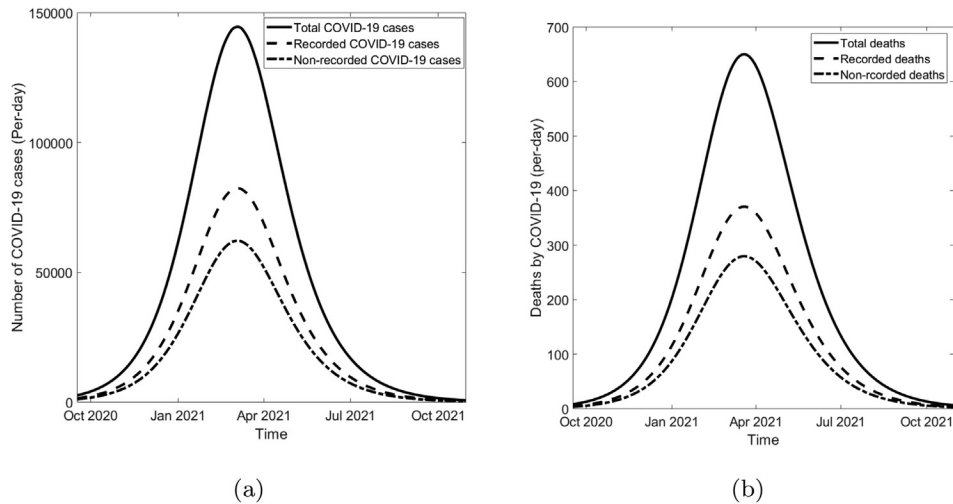 150000
100000
50000
0
Number of COVID-19 cases (Per-day)
Total COVID-19 cases
Recorded COVID-19 cases
Non-recorded COVID-19 cases
Oct 2020 Jan 2021 Apr 2021 Jul 2021 Oct 2021
Time
(a)
700
600
500
400
300
200
100
0
Deaths by COVID-19 (per-day)
Total deaths
Recorded deaths
Non-rcorded deaths
Oct 2020 Jan 2021 Apr 2021 Jul 2021 Oct 2021
Time
(b)